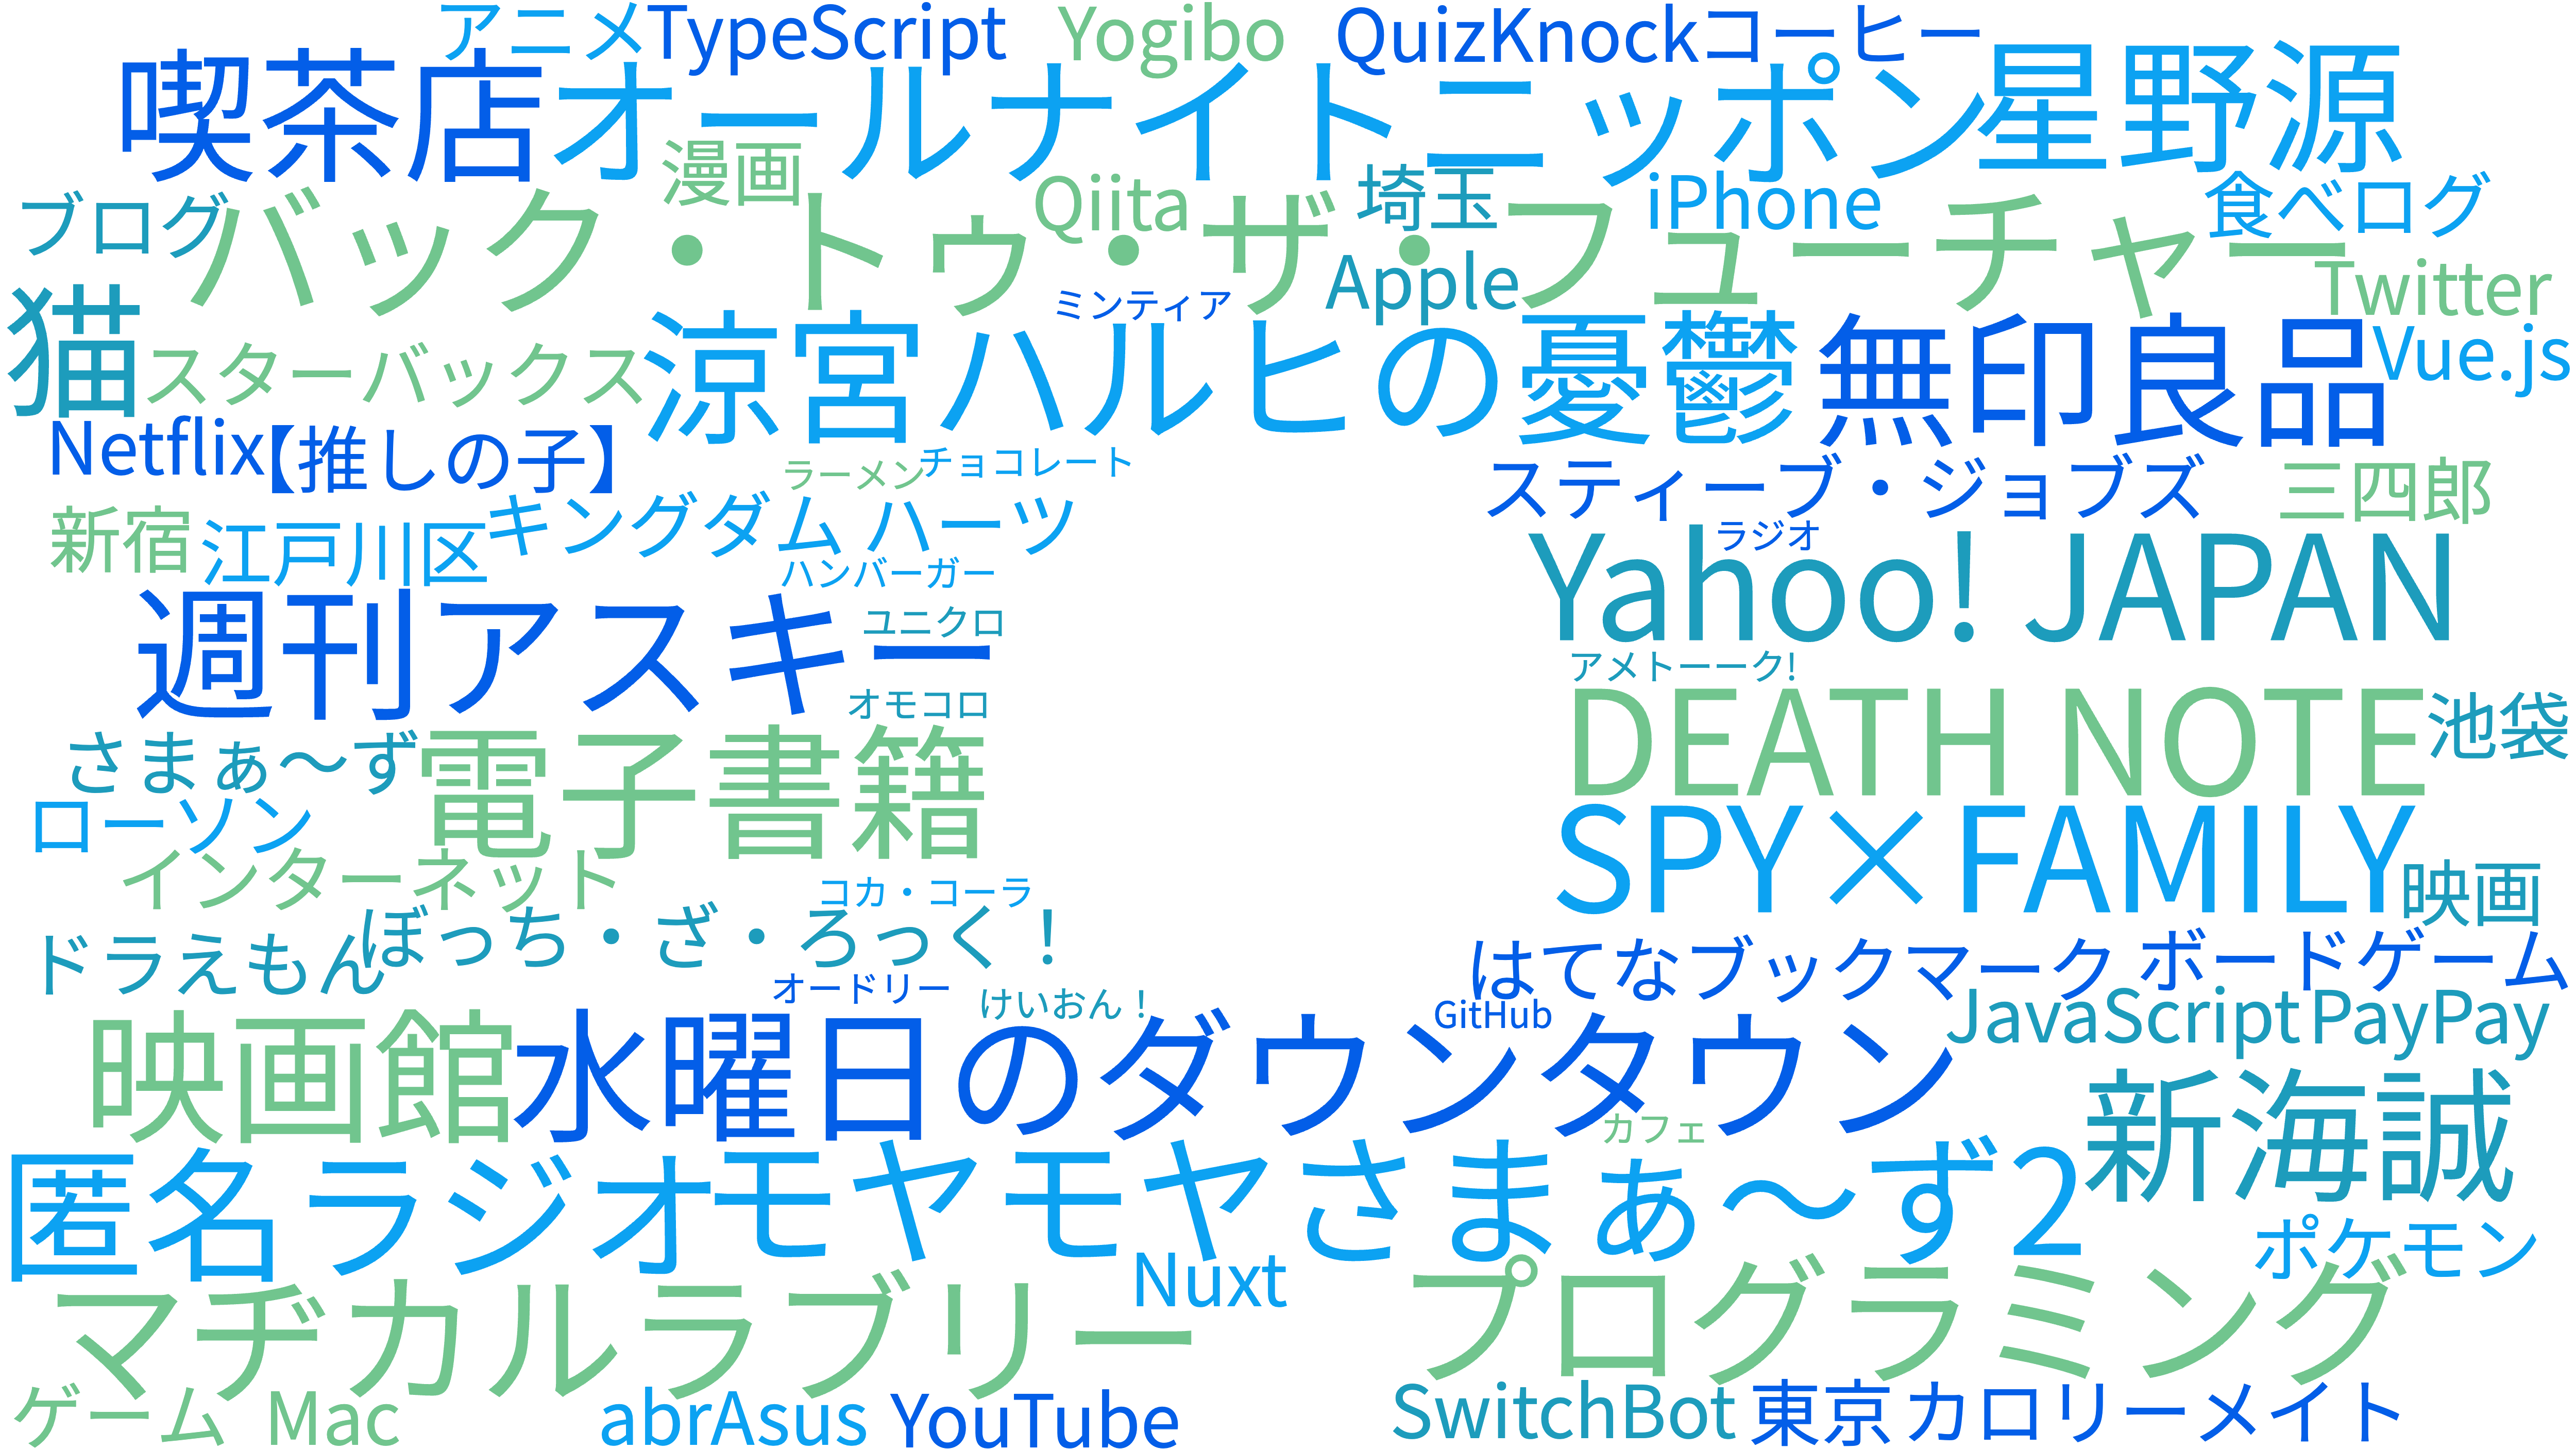 アニメ TypeScript Yogibo QuizKnock コーヒー
喫茶店 オールナイトニッポン 星野源
漫画 Qiita 埼玉 iPhone 食べログ
ブログ バック・トゥ・ザ・フューチャー
Apple Twitter
猫 ミンティア
スターバックス 涼宮ハルヒの憂鬱 無印良品 Vue.js
Netflix 【推しの子】 ラーメン チョコレート スティーブ・ジョブズ 三四郎
新宿 江戸川区 キングダム ハーツ ラジオ
ハンバーガー Yahoo! JAPAN
週刊アスキー ユニクロ
アメトーーク!
オモコロ DEATH NOTE 池袋
さまぁ〜ず 電子書籍
ローソン SPY×FAMILY
インターネット コカ・コーラ 映画
ドラえもん ぼっち・ざ・ろっく！ はてなブックマーク ボードゲーム
オードリー けいおん！ GitHub JavaScript PayPay
映画館 水曜日のダウンタウン
カフェ 新海誠
匿名ラジオ モヤモヤさまぁ〜ず2
Nuxt ポケモン
マヂカルラブリー プログラミング
ゲーム Mac abrAsus YouTube SwitchBot 東京 カロリーメイト